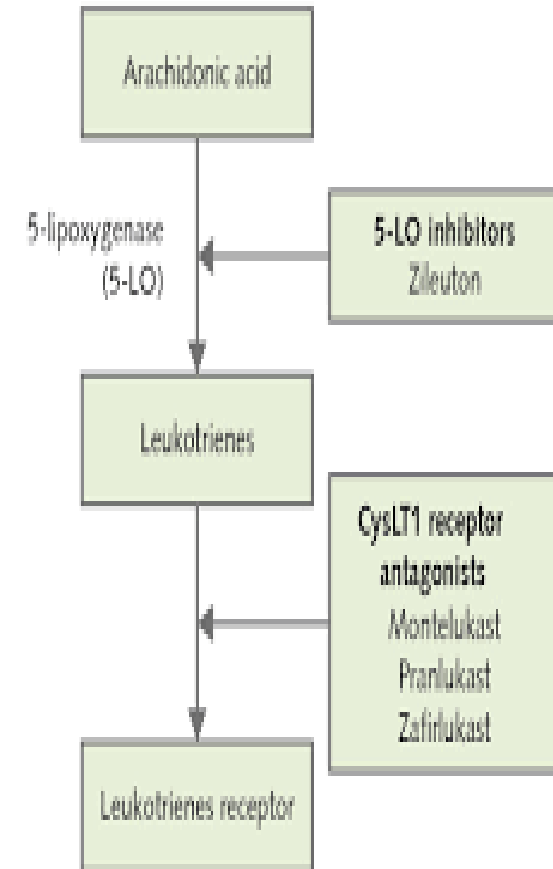 Arachidonic acid
5-lipoxygenase
(5-LO)
5-LO inhibitors
Zileuton
Leukotrienes
CysLT1 receptor
antagonists
Montelukast
Pranlukast
Zafirlukast
Leukotrienes receptor